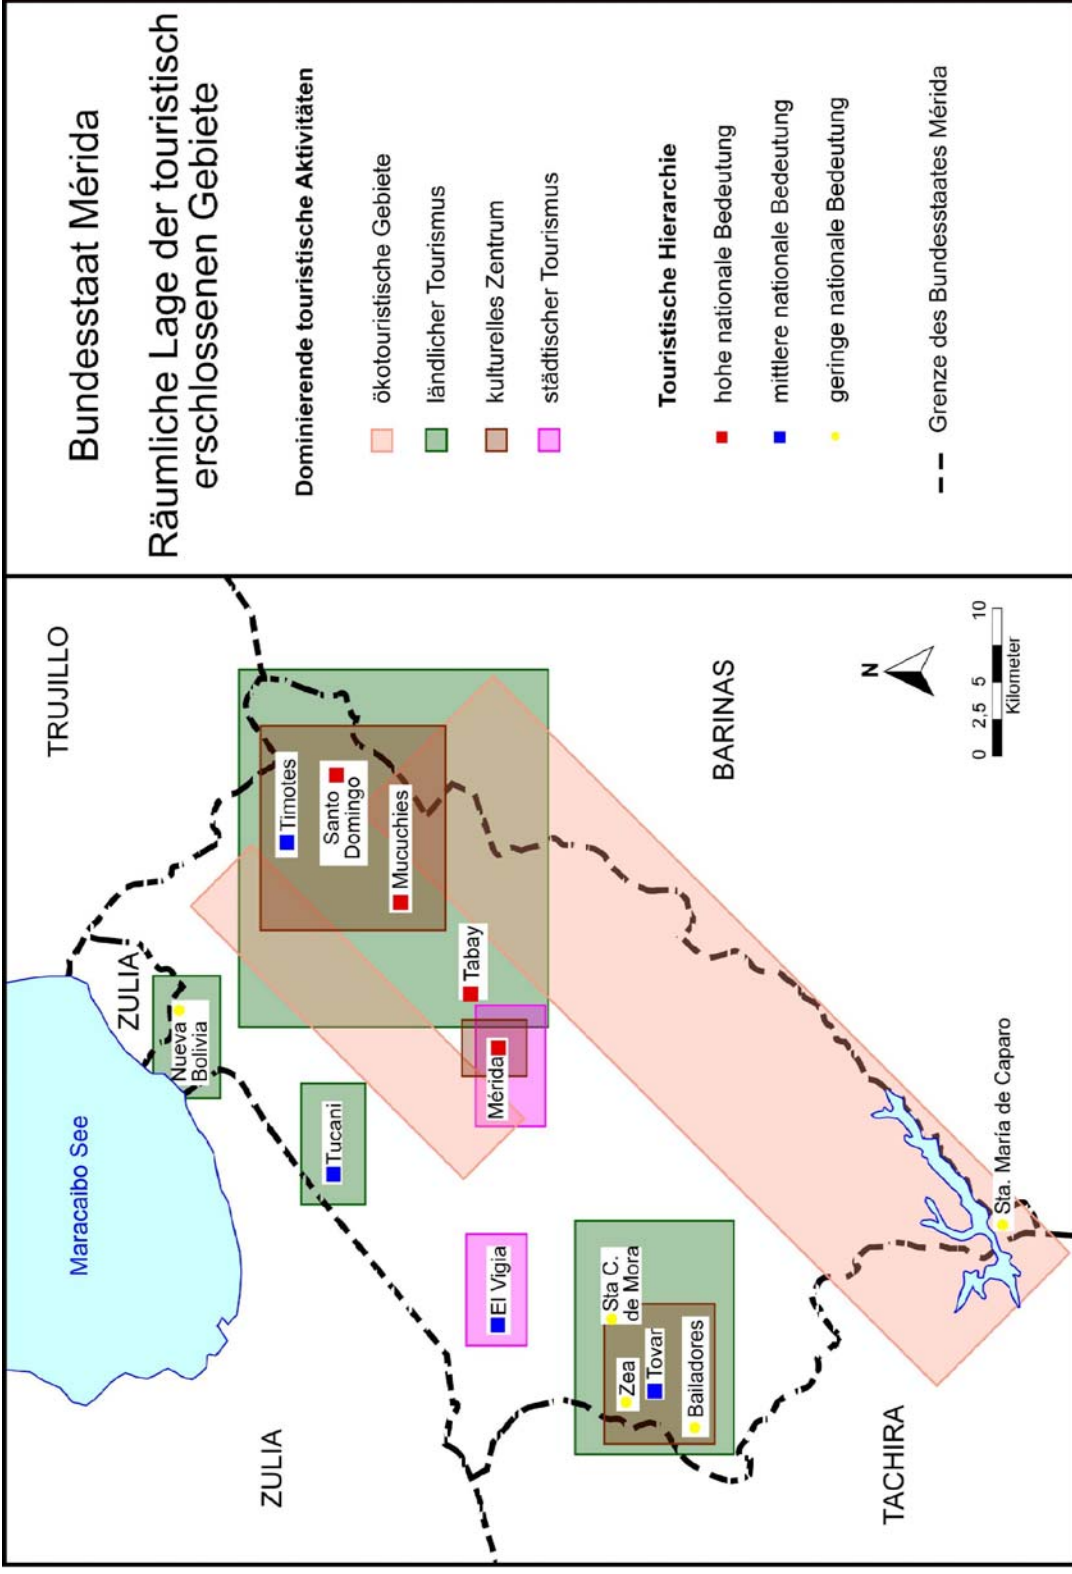 Bundesstaat Mérida
Räumliche Lage der touristisch
erschlossenen Gebiete
Dominierende touristische Aktivitäten
ökotouristische Gebiete
ländlicher Tourismus
kulturelles Zentrum
städtischer Tourismus
Touristische Hierarchie
hohe nationale Bedeutung
mittlere nationale Bedeutung
geringe nationale Bedeutung
Grenze des Bundesstaates Mérida
TRUJILLO
Maracaibo See
ZULIA
Nueva
Bolivia
Timotes
Santo
Domingo
Mucuchies
Tucani
Tabay
Mérida
ZULIA
El Vigia
Sta C.
de Mora
Zea
Tovar
Bailadores
BARINAS
TACHIRA
Sta. Maria de Caparo
N
0 2,5 5 10
Kilometer